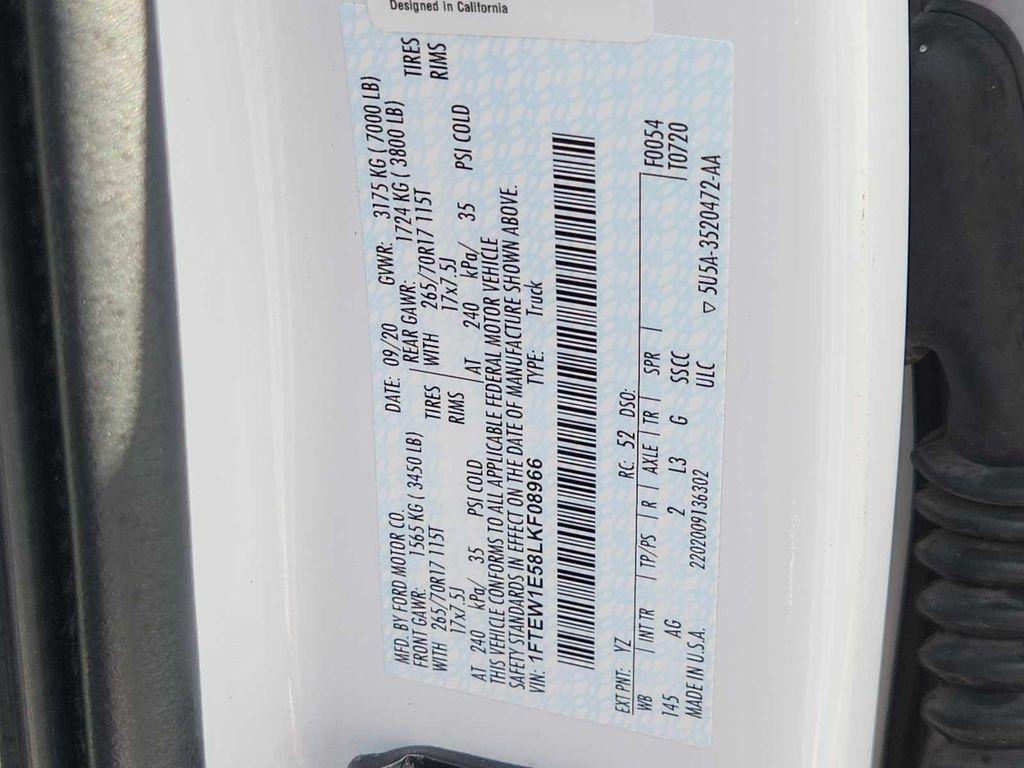 Designed in California
MFD. BY FORD MOTOR CO.
DATE: 09/20 GVWR: 3175 KG ( 7000 LB)
FRONT GAWR: 1565 KG ( 3450 LB) REAR GAWR: 1724 KG ( 3800 LB)
WITH 265/70R17 115T TIRES WITH 265/70R17 115T TIRES
17x7.5J RIMS 17x7.5J RIMS
AT 240 kPa/ 35 PSI COLD AT 240 kPa/ 35 PSI COLD
THIS VEHICLE CONFORMS TO ALL APPLICABLE FEDERAL MOTOR VEHICLE
SAFETY STANDARDS IN EFFECT ON THE DATE OF MANUFACTURE SHOWN ABOVE.
VIN: 1FTEW1E58LKF08966 TYPE: Truck
EXT PNT: YZ RC: 52 DSO:
WB INT TR TP/PS R AXLE TR SPR F0054
145 AG 2 L3 G SSCC T0720
MADE IN U.S.A. 2202009136302 ULC
5U5A-3520472-AA